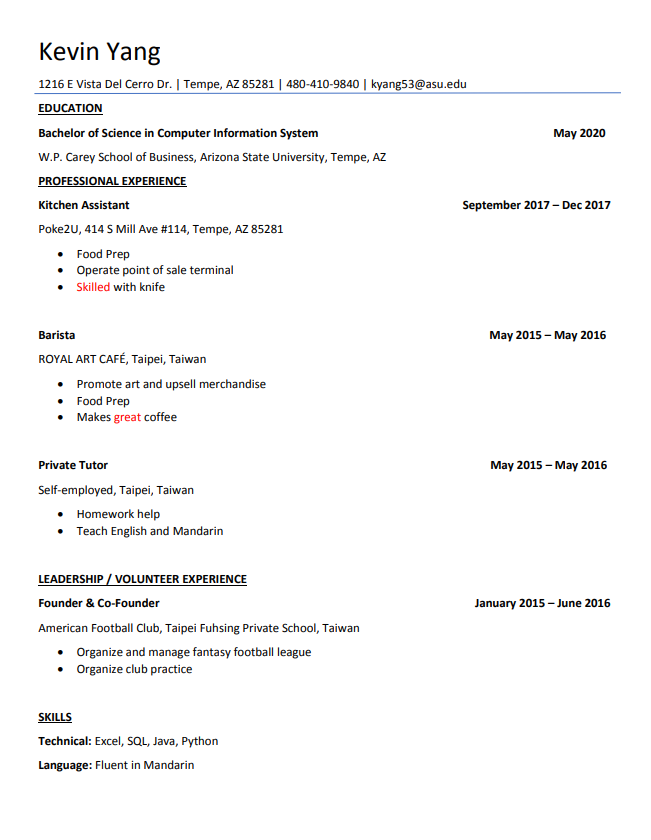 Kevin Yang
1216 E Vista Del Cerro Dr. | Tempe, AZ 85281 | 480-410-9840 | kyang53@asu.edu
EDUCATION
Bachelor of Science in Computer Information System May 2020
W.P. Carey School of Business, Arizona State University, Tempe, AZ
PROFESSIONAL EXPERIENCE
Kitchen Assistant September 2017 – Dec 2017
Poke2U, 414 S Mill Ave #114, Tempe, AZ 85281
• Food Prep
• Operate point of sale terminal
• Skilled with knife
Barista May 2015 – May 2016
ROYAL ART CAFÉ, Taipei, Taiwan
• Promote art and upsell merchandise
• Food Prep
• Makes great coffee
Private Tutor May 2015 – May 2016
Self-employed, Taipei, Taiwan
• Homework help
• Teach English and Mandarin
LEADERSHIP / VOLUNTEER EXPERIENCE
Founder & Co-Founder January 2015 – June 2016
American Football Club, Taipei Fuhsing Private School, Taiwan
• Organize and manage fantasy football league
• Organize club practice
SKILLS
Technical: Excel, SQL, Java, Python
Language: Fluent in Mandarin